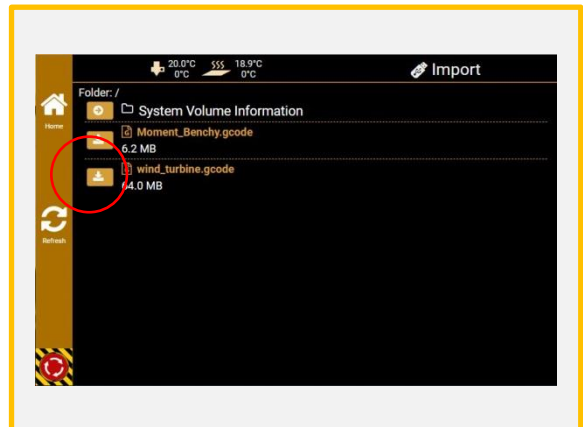 20.0°C 18.9°C
0°C 0°C
Import
Folder: /
System Volume Information
Home
Moment_Benchy.gcode
6.2 MB
wind_turbine.gcode
64.0 MB
Refresh